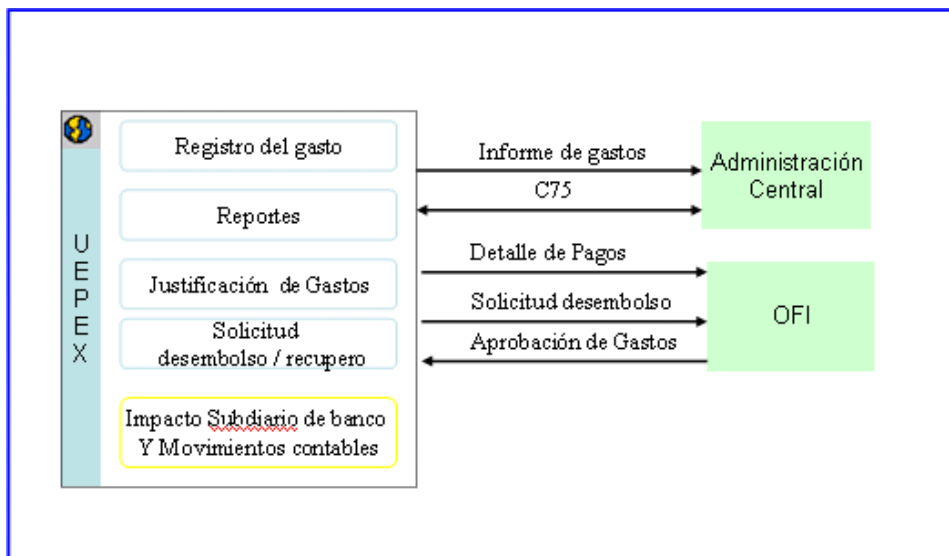 UEPEX
Registro del gasto
Reportes
Justificación de Gastos
Solicitud
desembolso / recupero
Impacto Subdiario de banco
Y Movimientos contables
Informe de gastos
C75
Detalle de Pagos
Solicitud desembolso
Aprobación de Gastos
Administración
Central
OFI